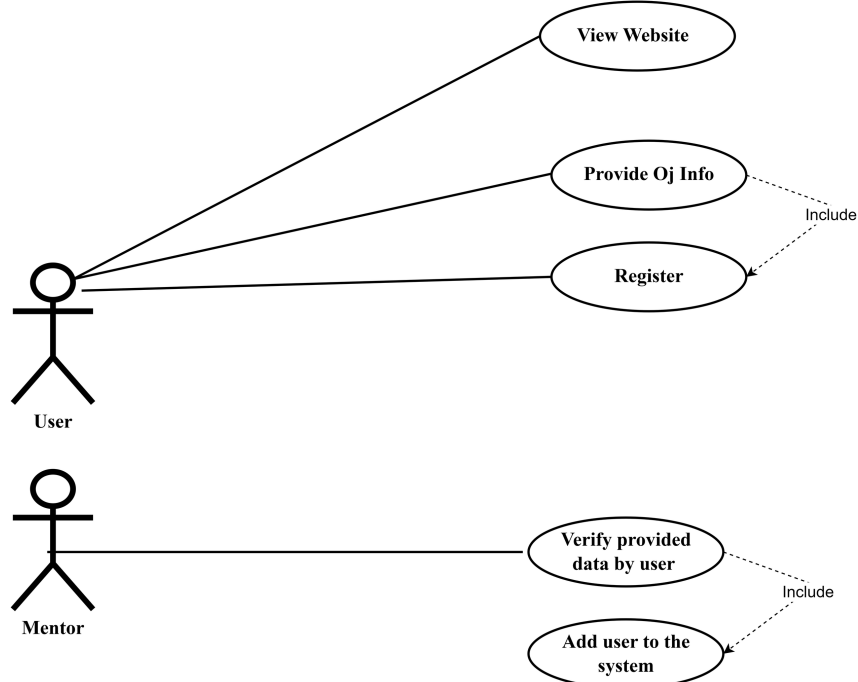 View Website
Provide Oj Info
Include
Register
User
Verify provided
data by user
Include
Mentor
Add user to the
system